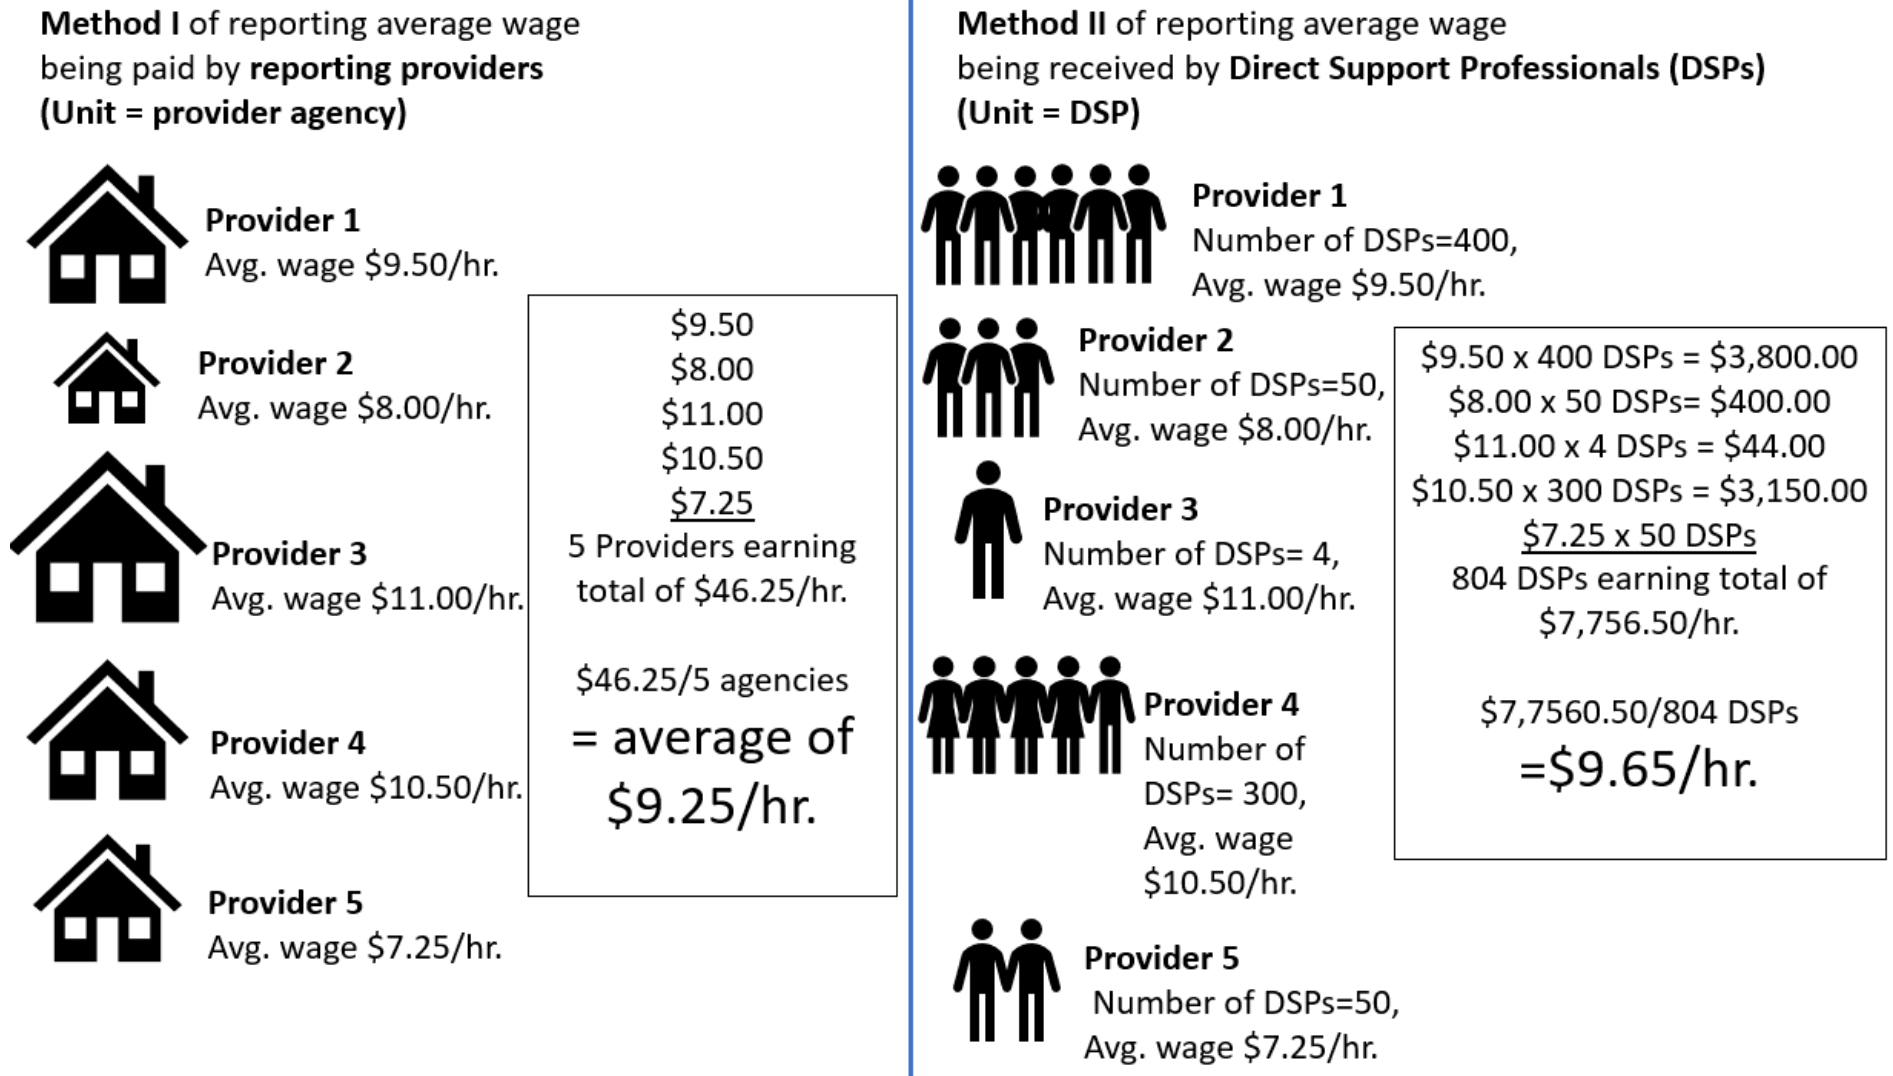 Method I of reporting average wage
being paid by reporting providers
(Unit = provider agency)
Provider 1
Avg. wage $9.50/hr.
Provider 2
Avg. wage $8.00/hr.
Provider 3
Avg. wage $11.00/hr.
Provider 4
Avg. wage $10.50/hr.
Provider 5
Avg. wage $7.25/hr.
$9.50
$8.00
$11.00
$10.50
$7.25
5 Providers earning
total of $46.25/hr.
$46.25/5 agencies
= average of
$9.25/hr.
Method II of reporting average wage
being received by Direct Support Professionals (DSPs)
(Unit = DSP)
Provider 1
Number of DSPs=400,
Avg. wage $9.50/hr.
Provider 2
Number of DSPs=50,
Avg. wage $8.00/hr.
Provider 3
Number of DSPs= 4,
Avg. wage $11.00/hr.
Provider 4
Number of
DSPs= 300,
Avg. wage
$10.50/hr.
Provider 5
Number of DSPs=50,
Avg. wage $7.25/hr.
$9.50 x 400 DSPs = $3,800.00
$8.00 x 50 DSPs= $400.00
$11.00 x 4 DSPs = $44.00
$10.50 x 300 DSPs = $3,150.00
$7.25 x 50 DSPs
804 DSPs earning total of
$7,756.50/hr.
$7,7560.50/804 DSPs
=$9.65/hr.